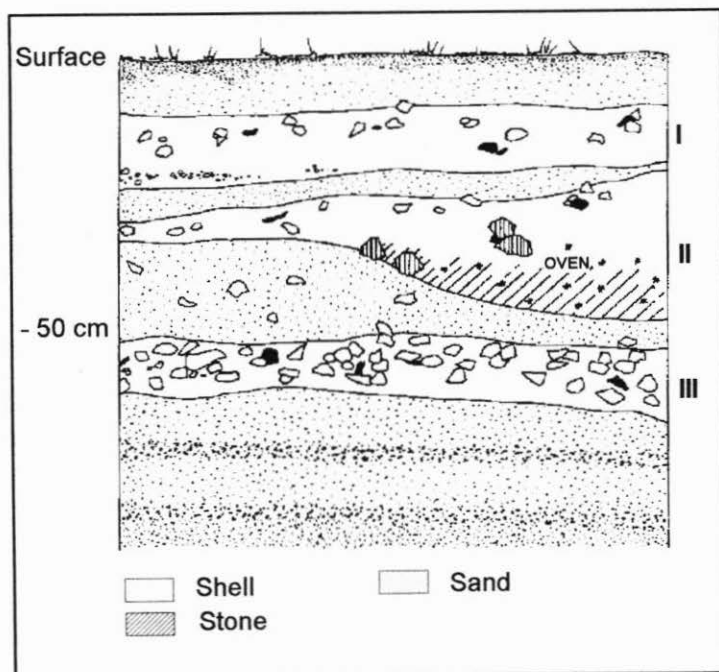 Surface
I
II
OVEN
- 50 cm
III
Shell
Sand
Stone